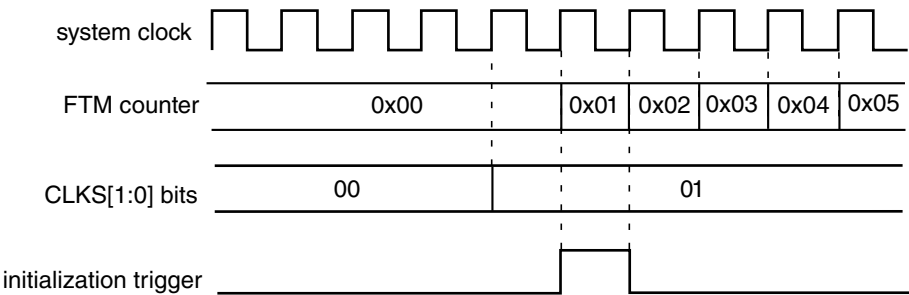 system clock
FTM counter 0x00 0x01 0x02 0x03 0x04 0x05
CLKS[1:0] bits 00 01
initialization trigger